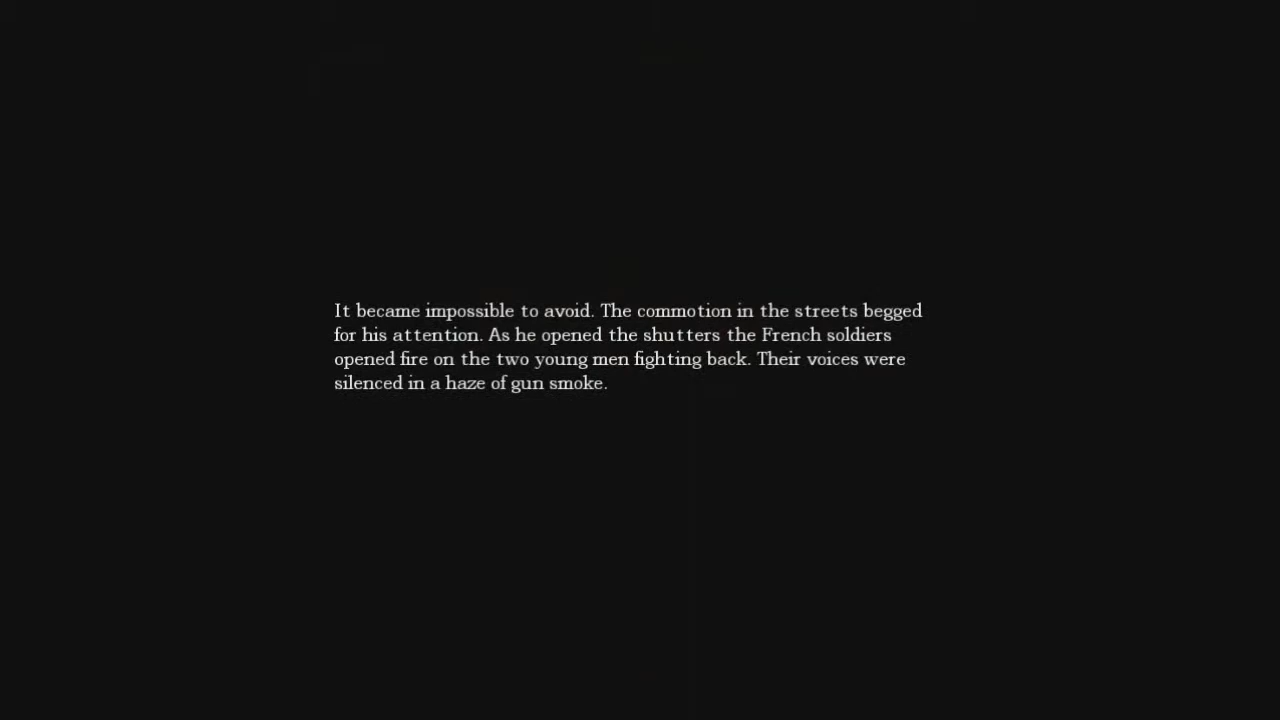 It became impossible to avoid. The commotion in the streets begged
for his attention. As he opened the shutters the French soldiers
opened fire on the two young men fighting back. Their voices were
silenced in a haze of gun smoke.